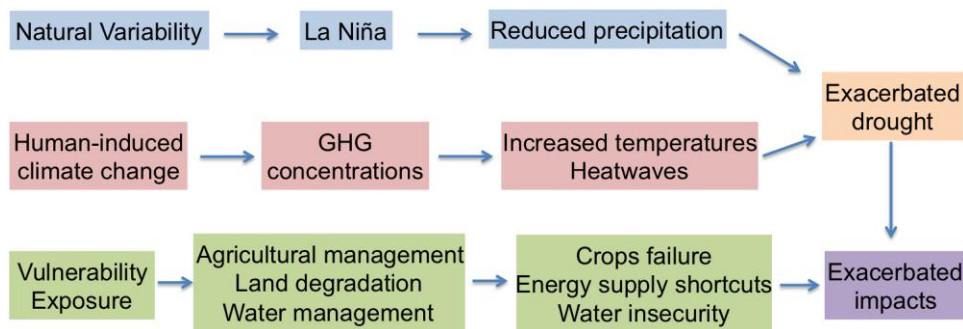 Natural Variability
La Niña
Reduced precipitation
Exacerbated
drought
Human-induced
climate change
GHG
concentrations
Increased temperatures
Heatwaves
Vulnerability
Exposure
Agricultural management
Land degradation
Water management
Crops failure
Energy supply shortcuts
Water insecurity
Exacerbated
impacts